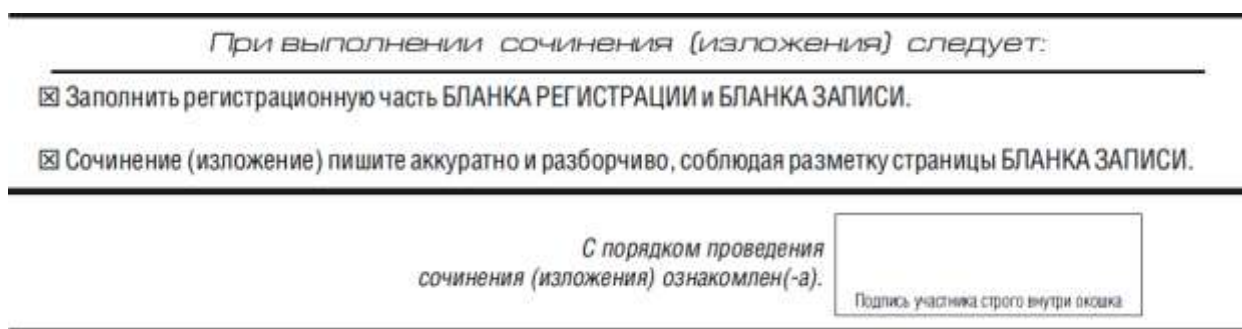 При выполнении сочинения (изложения) следует:
☒ Заполнить регистрационную часть БЛАНКА РЕГИСТРАЦИИ и БЛАНКА ЗАПИСИ.
☒ Сочинение (изложение) пишите аккуратно и разборчиво, соблюдая разметку страницы БЛАНКА ЗАПИСИ.
С порядком проведения
сочинения (изложения) ознакомлен(-а).
Подпись участника строго внутри окошка